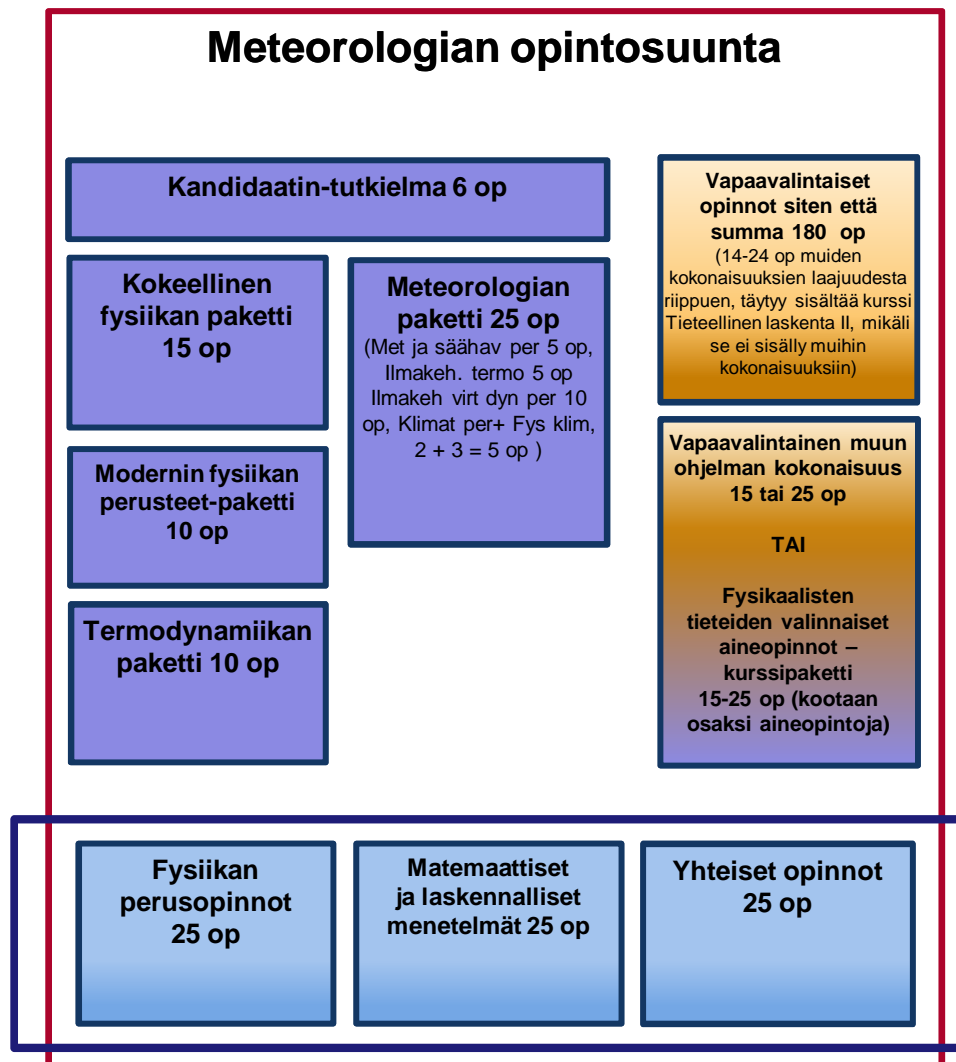 Meteorologian opintosuunta
Kandidaatin-tutkielma 6 op
Kokeellinen
fysiikan paketti
15 op
Modernin fysiikan
perusteet-paketti
10 op
Termodynamiikan
paketti 10 op
Meteorologian
paketti 25 op
(Met ja säähav per 5 op,
Ilmakeh. termo 5 op
Ilmakeh virt dyn per 10
op, Klimat per+ Fys klim,
2 + 3 = 5 op )
Vapaavalintaiset
opinnot siten että
summa 180 op
(14-24 op muiden
kokonaisuuksien laajuudesta
riippuen, täytyy sisältää kurssi
Tieteellinen laskenta II, mikäli
se ei sisälly muihin
kokonaisuuksiin)
Vapaavalintainen muun
ohjelman kokonaisuus
15 tai 25 op
TAI
Fysikaalisten
tieteiden valinnaiset
aineopinnot –
kurssipaketti
15-25 op (kootaan
osaksi aineopintoja)
Fysiikan
perusopinnot
25 op
Matemaattiset
ja laskennalliset
menetelmät 25 op
Yhteiset opinnot
25 op